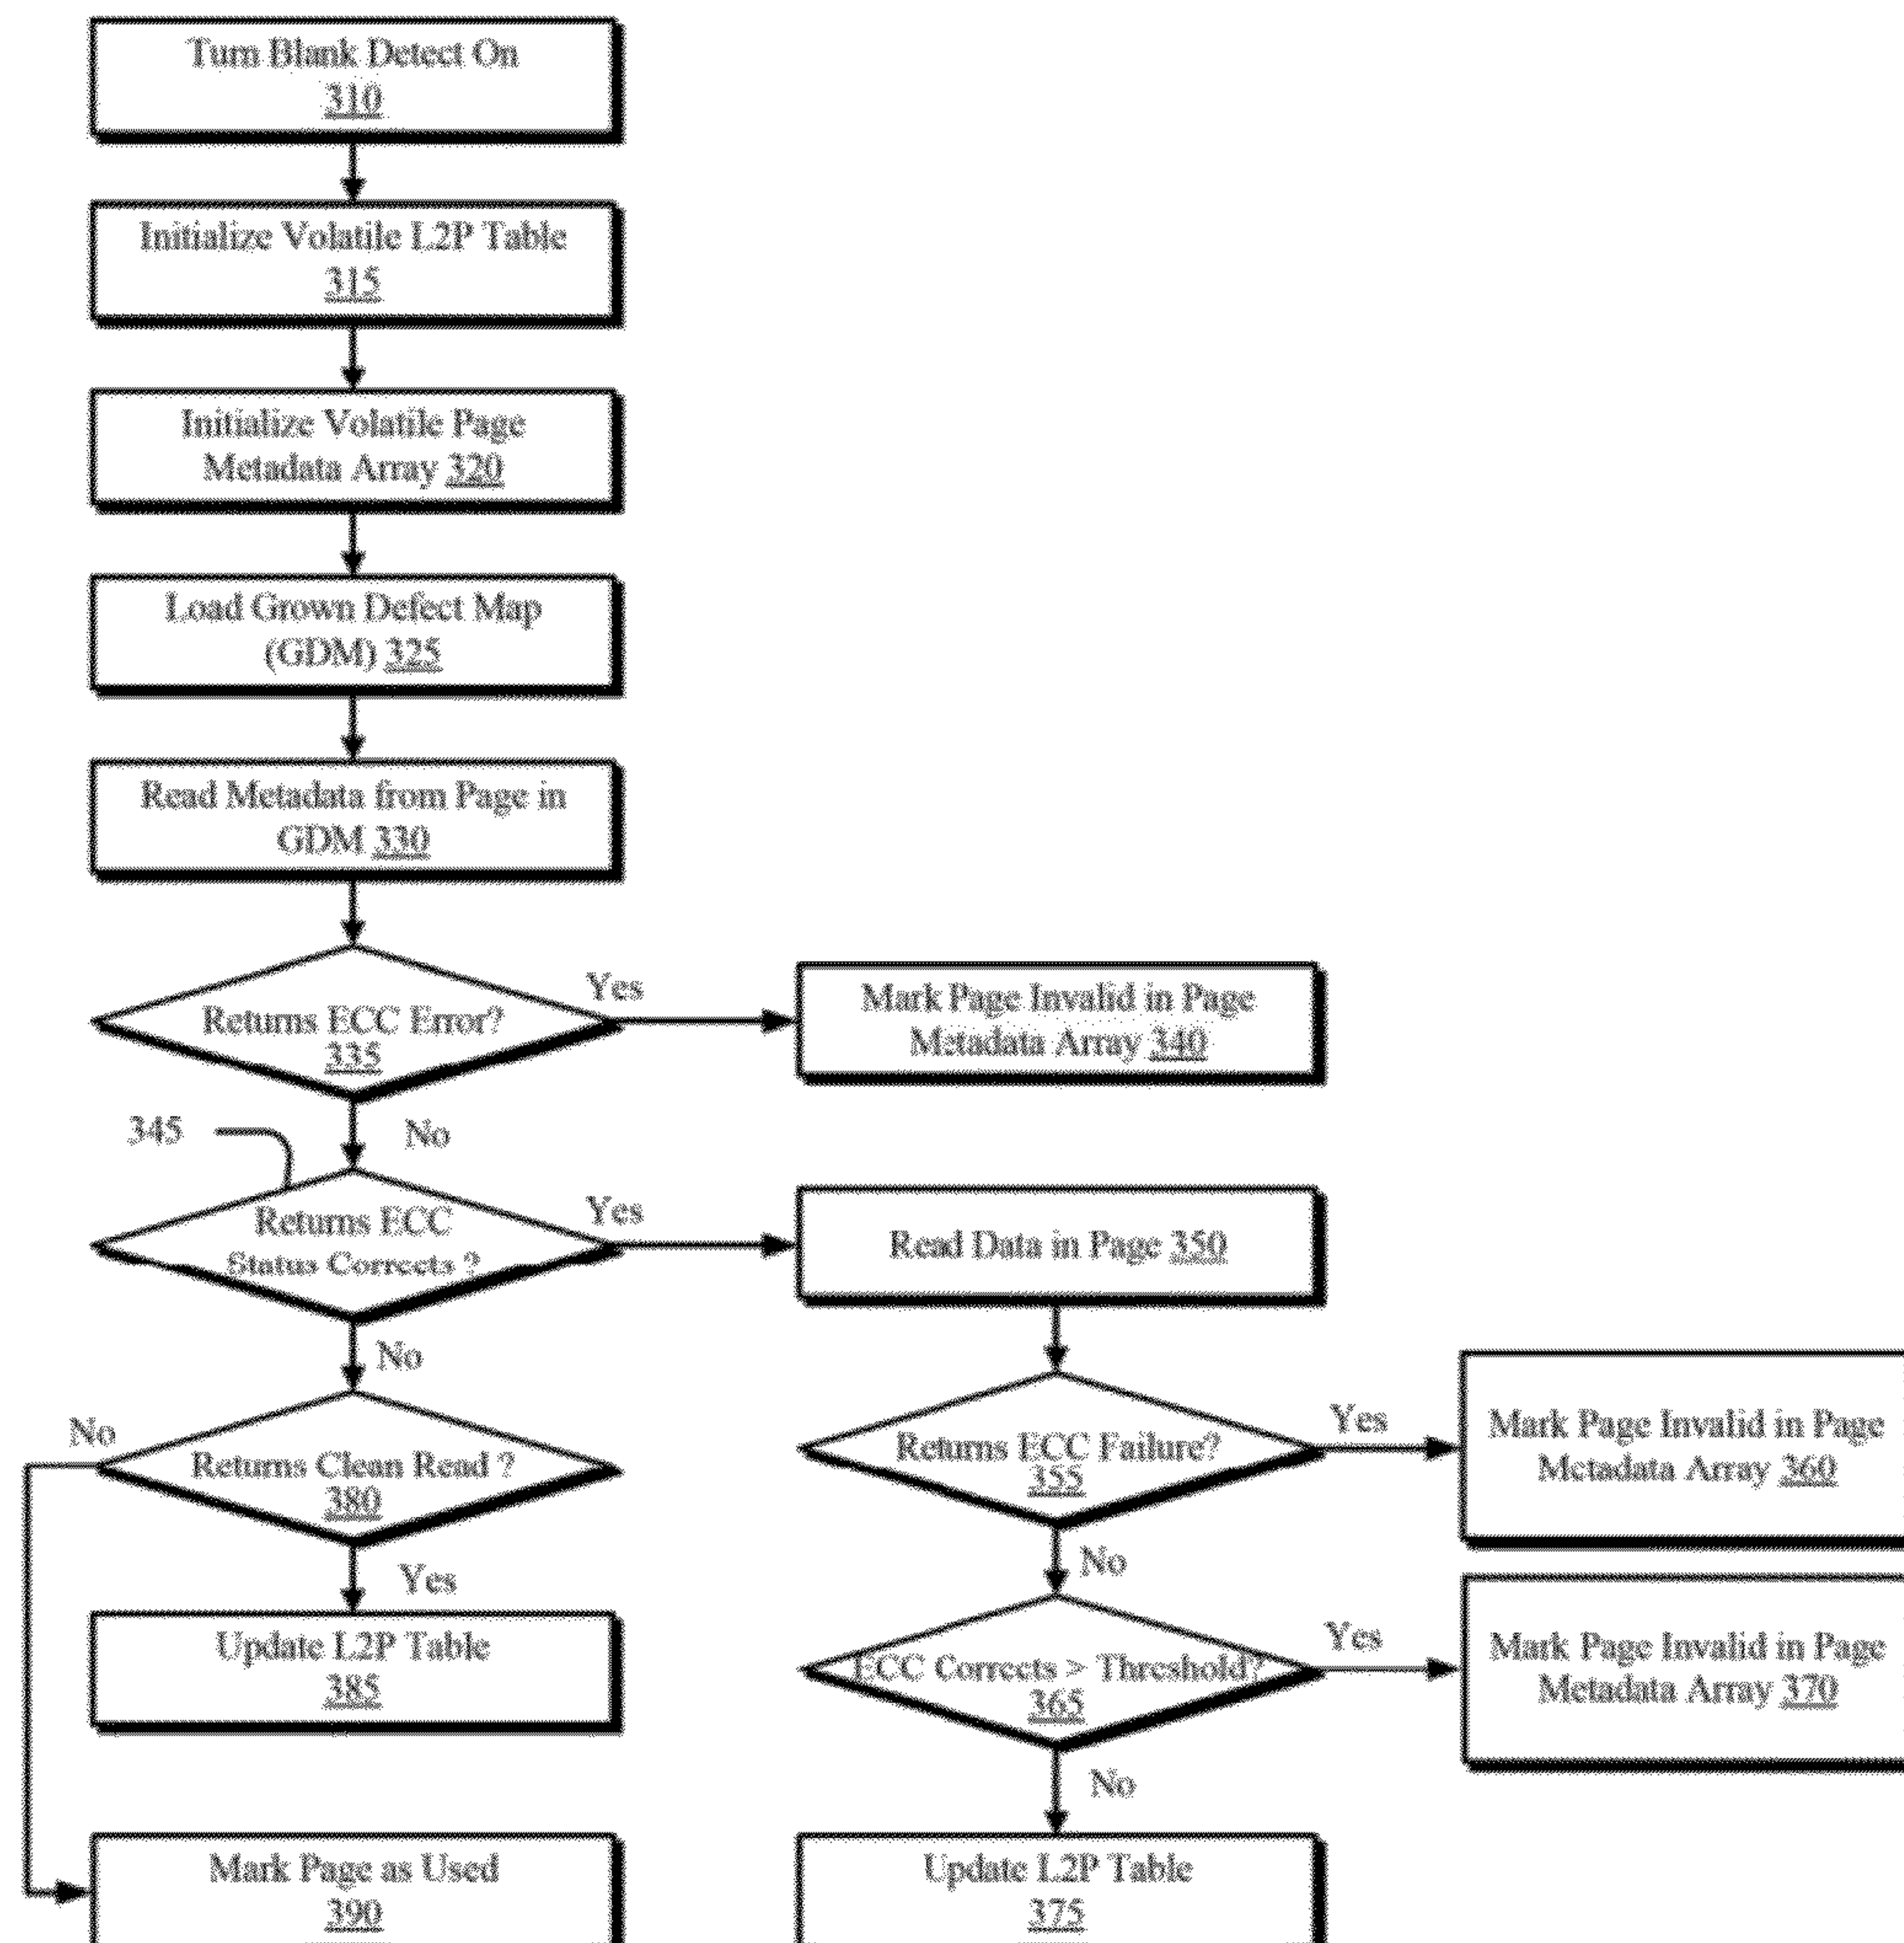 Turn Blank Detect On
310
Initialize Volatile L2P Table
315
Initialize Volatile Page
Metadata Array 320
Load Grown Defect Map
(GDM) 325
Read Metadata from Page in
GDM 330
Returns ECC Error?
335
Yes
Mark Page Invalid in Page
Metadata Array 340
No
345
Returns ECC
Status Corrects ?
Yes
Read Data in Page 350
No
Returns Clean Read ?
380
No
Yes
Update L2P Table
385
Mark Page as Used
390
Returns ECC Failure?
355
Yes
Mark Page Invalid in Page
Metadata Array 360
No
ECC Corrects > Threshold?
365
Yes
Mark Page Invalid in Page
Metadata Array 370
No
Update L2P Table
375